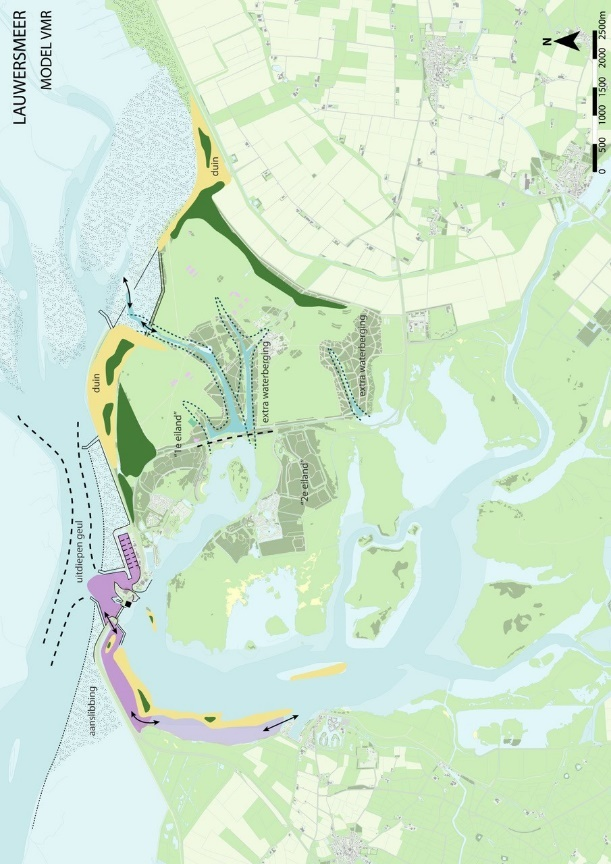 LAUWERSMEER
MODEL VMR
N
0 500 1000 1500 2000 2500m
duin
duin
"1e eiland"
extra waterberging
extra waterberging
"2e eiland"
uitdiepen geul
aanslibbing